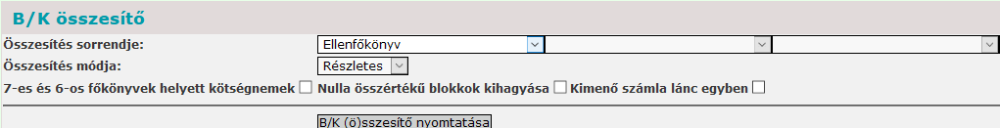 B/K összesítő
Összesítés sorrendje: Ellenfőkönyv
Összesítés módja: Részletes
7-es és 6-os főkönyvek helyett kötségnemek Nulla összértékű blokkok kihagyása Kimenő számla lánc egyben
B/K (ö)sszesítő nyomtatása